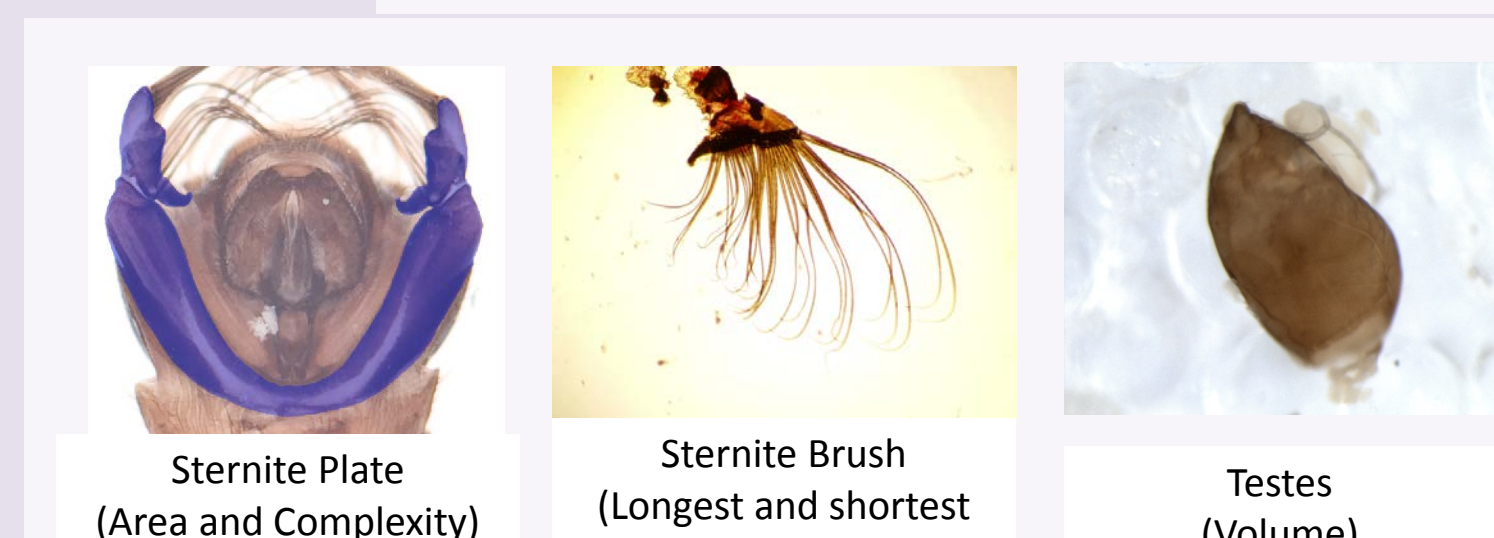 Sternite Plate
(Area and Complexity)
Sternite Brush
(Longest and shortest
Testes
(Volume)